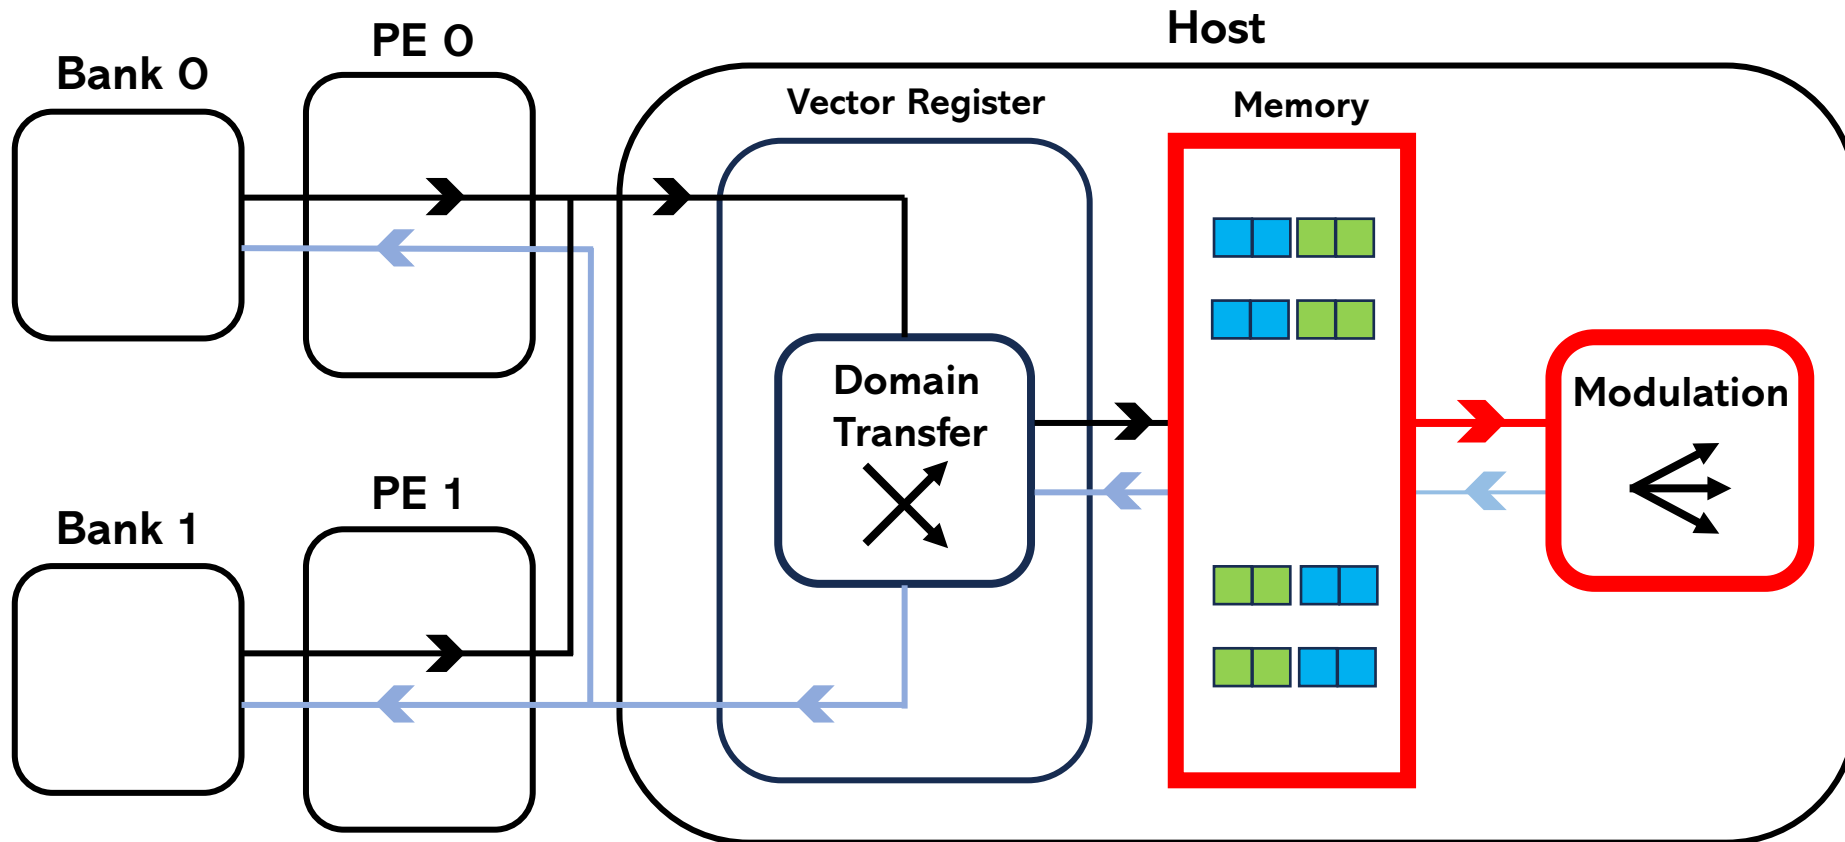 Host
PE 0
Bank 0
Vector Register
Memory
Domain
Transfer
Modulation
PE 1
Bank 1